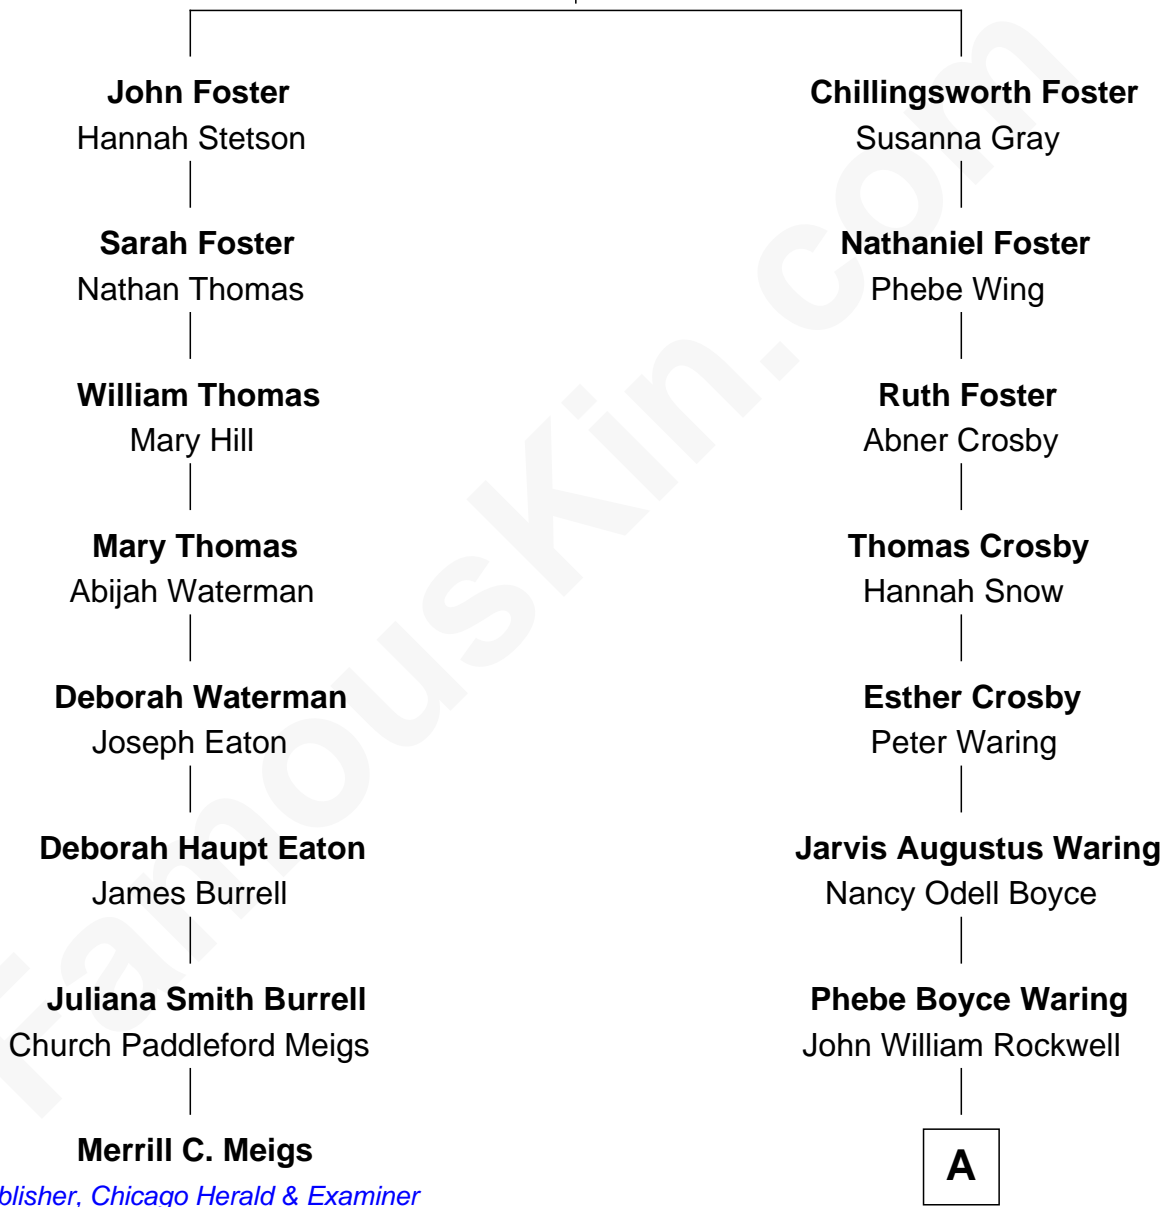 John Foster
Hannah Stetson
Chillingsworth Foster
Susanna Gray
Sarah Foster
Nathan Thomas
Nathaniel Foster
Phebe Wing
William Thomas
Mary Hill
Ruth Foster
Abner Crosby
Mary Thomas
Abijah Waterman
Thomas Crosby
Hannah Snow
Deborah Waterman
Joseph Eaton
Esther Crosby
Peter Waring
Deborah Haupt Eaton
James Burrell
Jarvis Augustus Waring
Nancy Odell Boyce
Juliana Smith Burrell
Church Paddleford Meigs
Phebe Boyce Waring
John William Rockwell
Merrill C. Meigs
blisher, Chicago Herald & Examiner
A
FamousKin.com